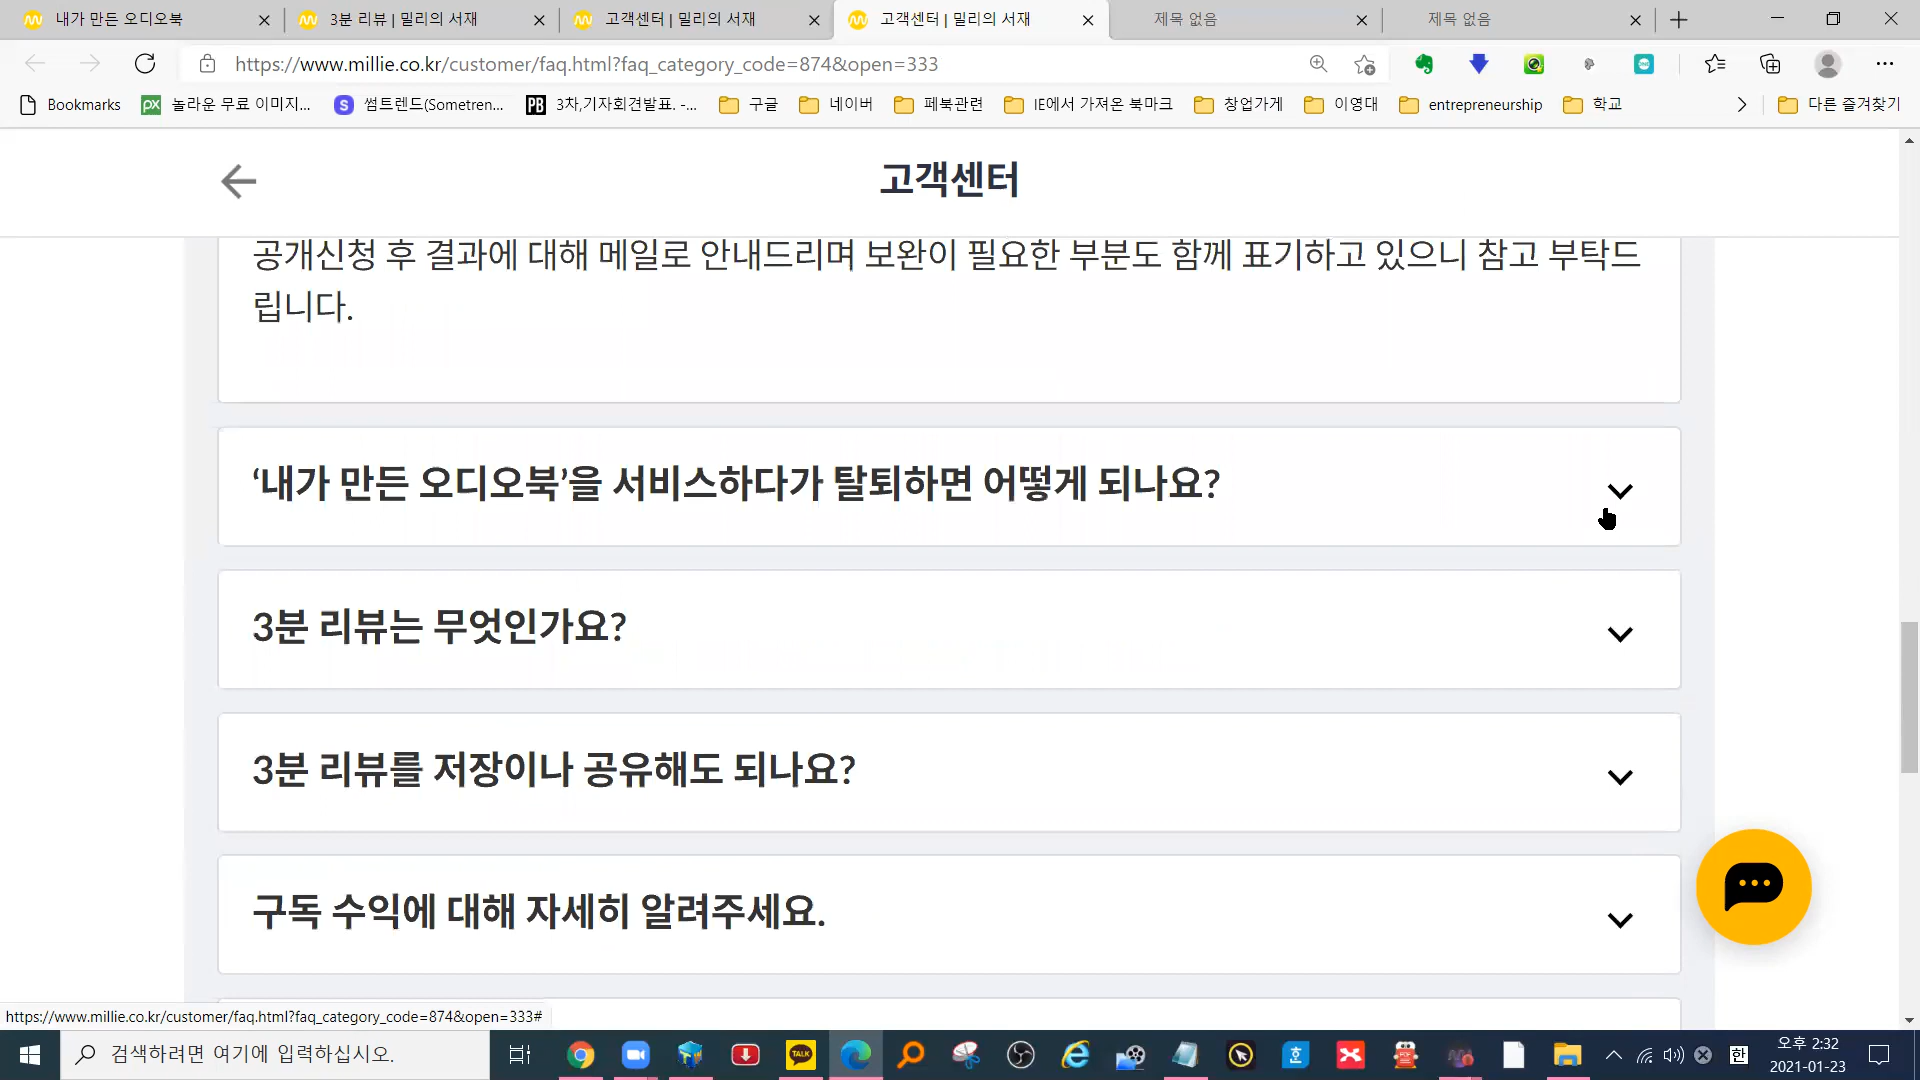 내가 만든 오디오북
3분 리뷰 | 밀리의 서재
고객센터 | 밀리의 서재
고객센터 | 밀리의 서재
제목 없음
제목 없음
https://www.millie.co.kr/customer/faq.html?faq_category_code=874&open=333
Bookmarks
놀라운 무료 이미지...
썸트렌드(Sometren...
3차,기자회견발표. -...
구글
네이버
페북관련
IE에서 가져온 북마크
창업가게
이영대
entrepreneurship
학교
다른 즐겨찾기
고객센터
공개신청 후 결과에 대해 메일로 안내드리며 보완이 필요한 부분도 함께 표기하고 있으니 참고 부탁드
립니다.
‘내가 만든 오디오북’을 서비스하다가 탈퇴하면 어떻게 되나요?
3분 리뷰는 무엇인가요?
3분 리뷰를 저장이나 공유해도 되나요?
구독 수익에 대해 자세히 알려주세요.
https://www.millie.co.kr/customer/faq.html?faq_category_code=874&open=333#
검색하려면 여기에 입력하십시오.
TALK
한
오후 2:32
2021-01-23